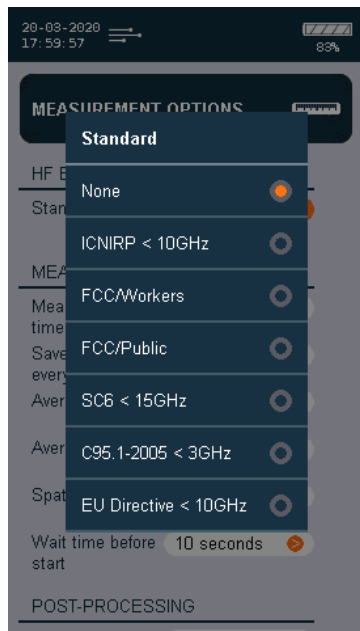 20-03-2020
17:59:57
83%
MEASUREMENT OPTIONS
Standard
HF E
None
Stan
ICNIRP < 10GHz
MEA
FCC/Workers
Mea
time
FCC/Public
Save
every
Aver
SC6 < 15GHz
Aver
C95.1-2005 < 3GHz
Spat
EU Directive < 10GHz
Wait time before
start
10 seconds
POST-PROCESSING